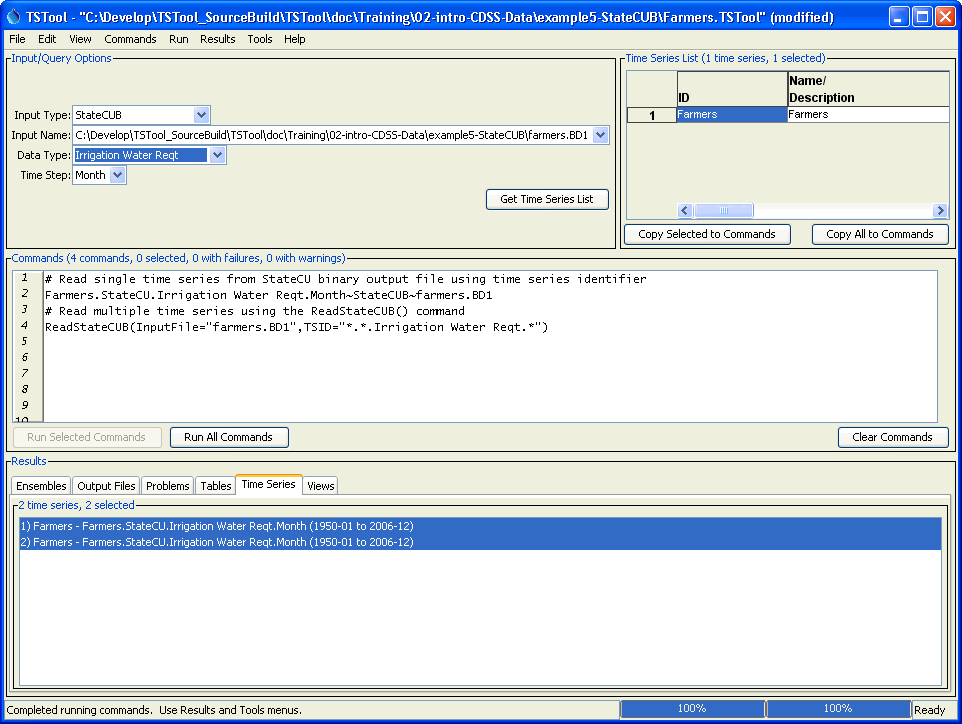 TSTool - "C:\Develop\TSTool_SourceBuild\TSTool\doc\Training\02-intro-CDSS-Data\example5-StateCUB\Farmers.TSTool" (modified)
File Edit View Commands Run Results Tools Help
Input/Query Options
Input Type: StateCUB
Input Name: C:\Develop\TSTool_SourceBuild\TSTool\doc\Training\02-intro-CDSS-Data\example5-StateCUB\farmers.BD1
Data Type: Irrigation Water Reqt
Time Step: Month
Get Time Series List
Time Series List (1 time series, 1 selected)
Name/
ID Description
1 Farmers Farmers
Copy Selected to Commands Copy All to Commands
Commands (4 commands, 0 selected, 0 with failures, 0 with warnings)
1 # Read single time series from StateCU binary output file using time series identifier
2 Farmers.StateCU.Irrigation Water Reqt.Month~StateCUB~farmers.BD1
3 # Read multiple time series using the ReadStateCUB() command
4 ReadStateCUB(InputFile="farmers.BD1",TSID="*.*.Irrigation Water Reqt.*")
5
6
7
8
9
10
Run Selected Commands Run All Commands Clear Commands
Results
Ensembles Output Files Problems Tables Time Series Views
2 time series, 2 selected
1) Farmers - Farmers.StateCU.Irrigation Water Reqt.Month (1950-01 to 2006-12)
2) Farmers - Farmers.StateCU.Irrigation Water Reqt.Month (1950-01 to 2006-12)
Completed running commands. Use Results and Tools menus. 100% 100% Ready